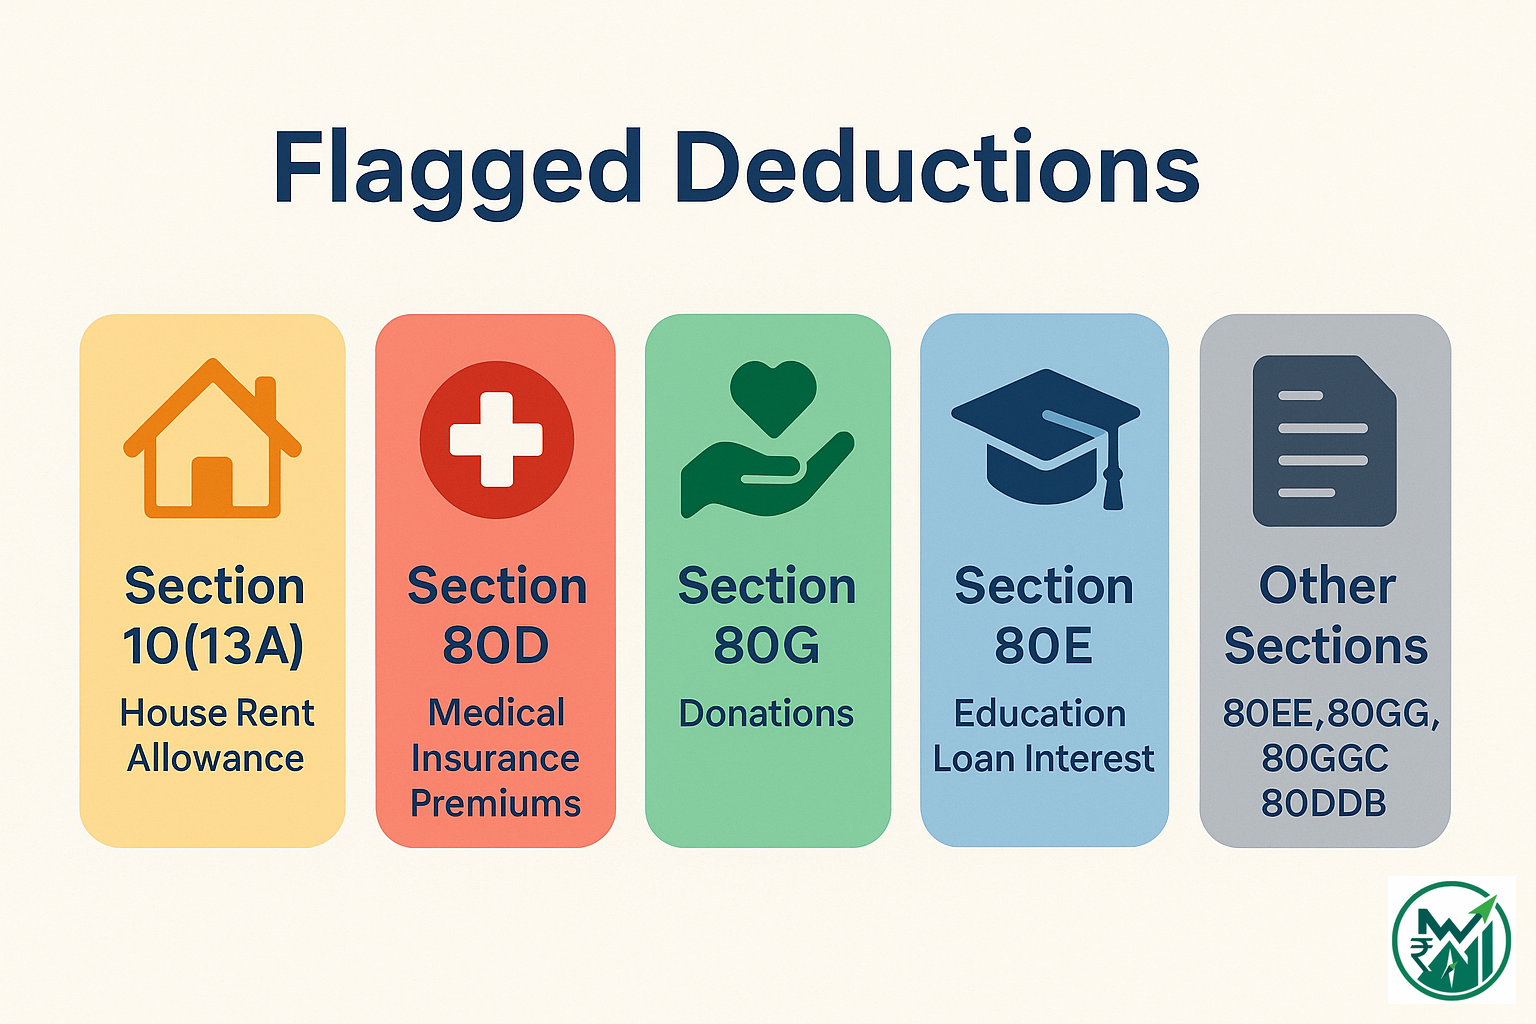 Flagged Deductions
Section
10(13A)
House Rent
Allowance
Section
80D
Medical
Insurance
Premiums
Section
80G
Donations
Section
80E
Education
Loan Interest
Other
Sections
80EE,80GG,
80GGC
80DDB
₹